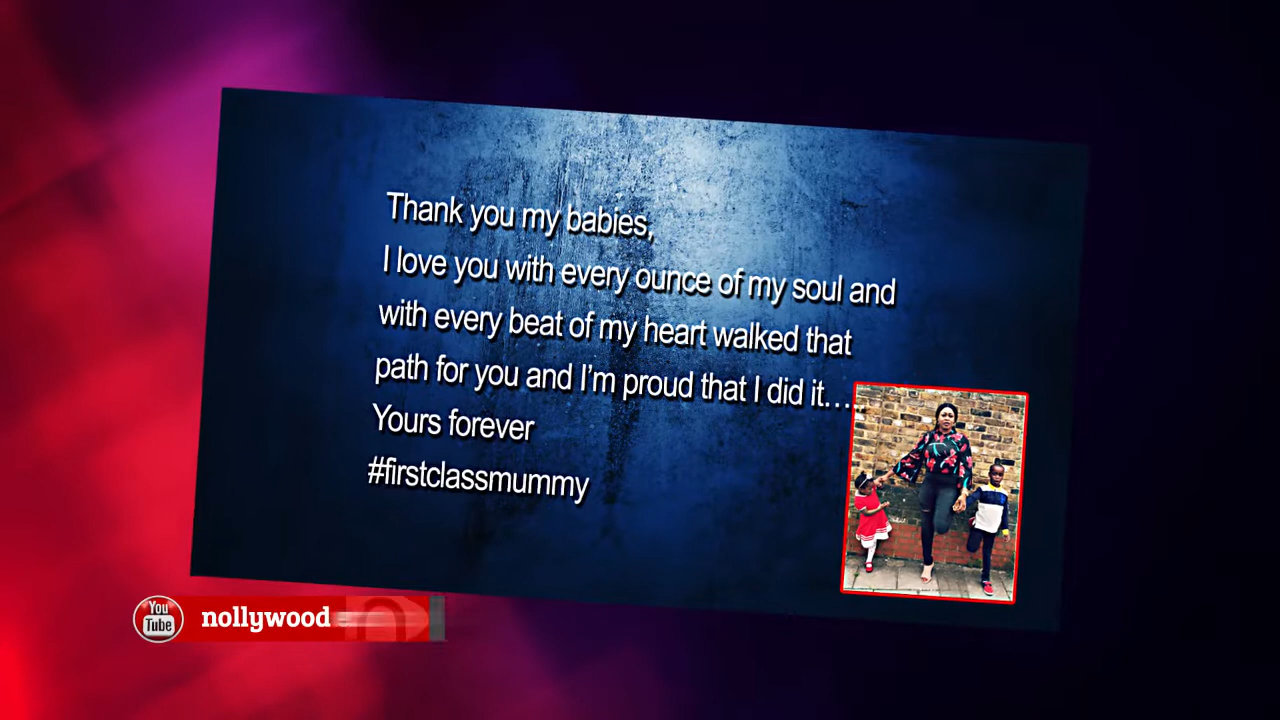 Thank you my babies,
I love you with every ounce of my soul and
with every beat of my heart walked that
path for you and I'm proud that I did it...
Yours forever
#firstclassmummy
You
Tube
nollywood